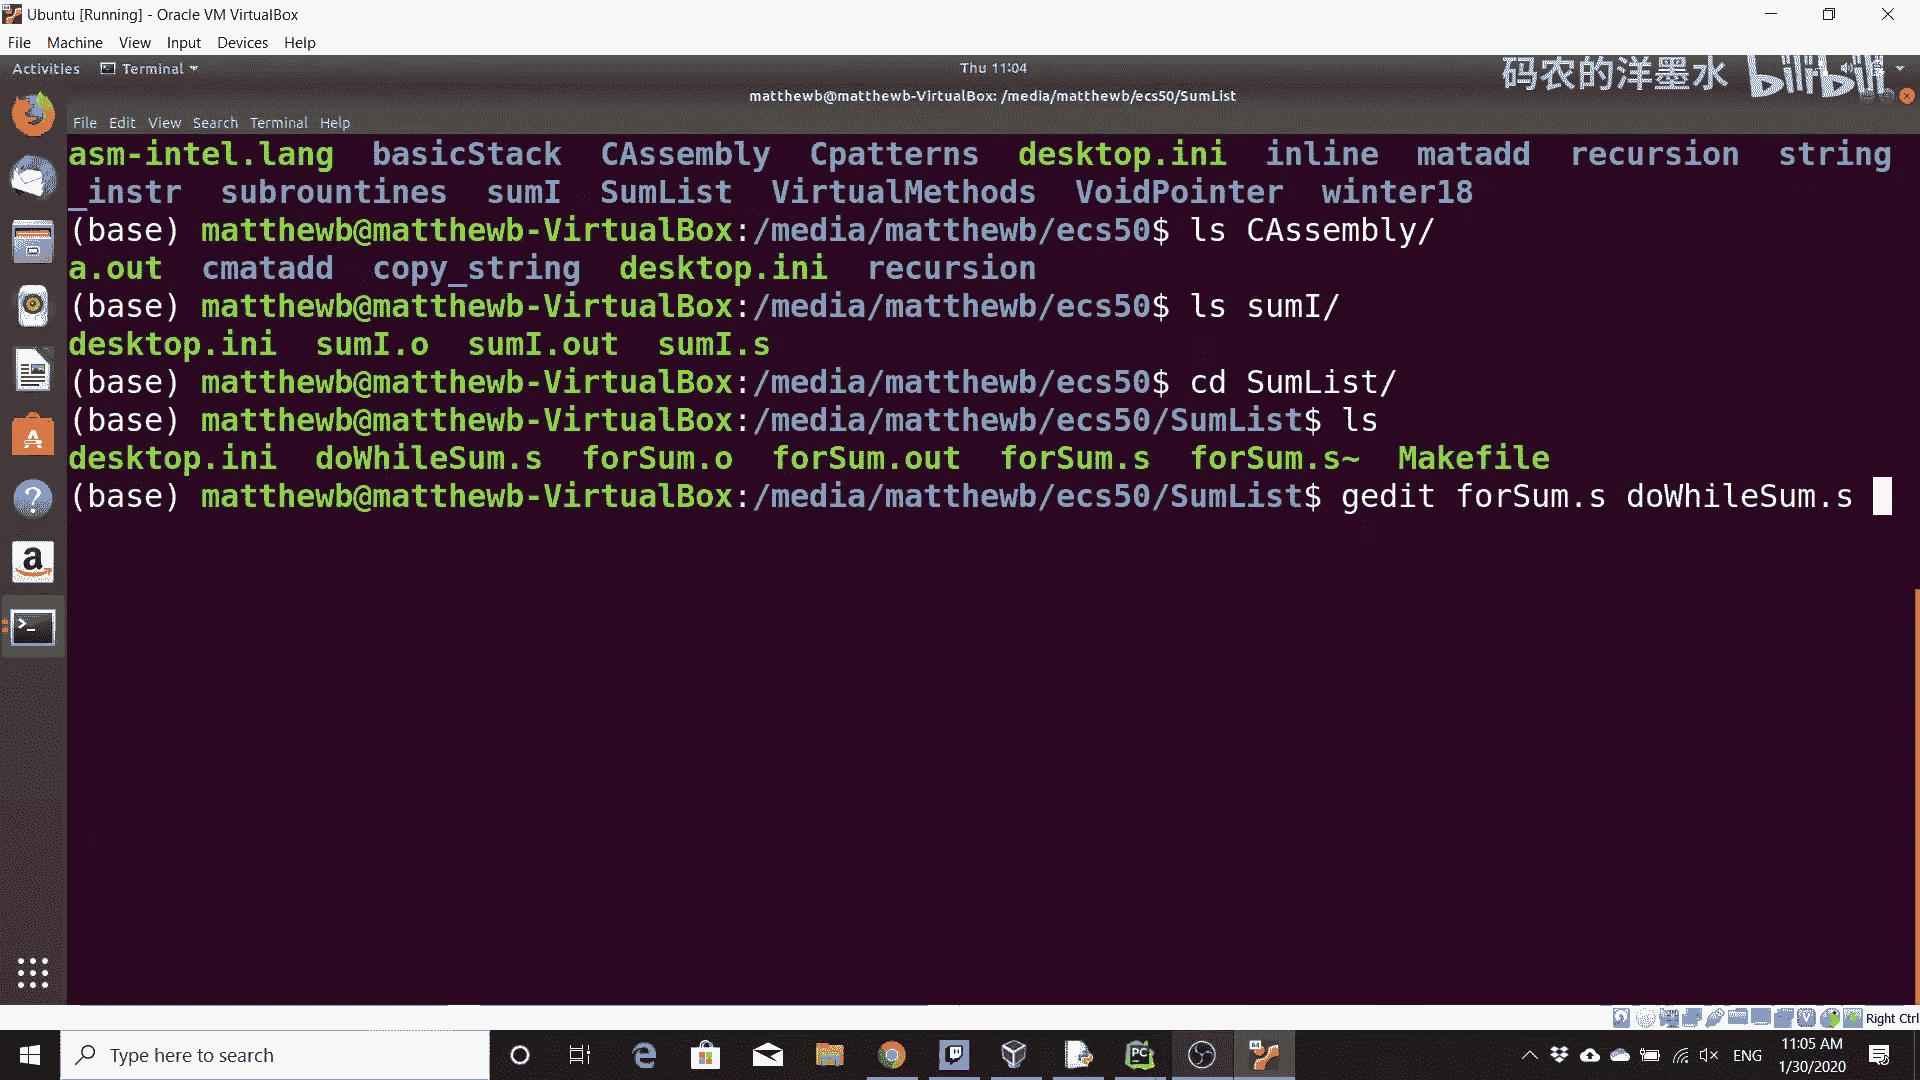 Ubuntu [Running] - Oracle VM VirtualBox
File Machine View Input Devices Help
Activities Terminal Thu 11:04
码农的洋墨水 bilibili
matthewb@matthewb-VirtualBox: /media/matthewb/ecs50/SumList
File Edit View Search Terminal Help
asm-intel.lang basicStack CAssembly Cpatterns desktop.ini inline matadd recursion string
_instr subrountines sumI SumList VirtualMethods VoidPointer winter18
(base) matthewb@matthewb-VirtualBox:/media/matthewb/ecs50$ ls CAssembly/
a.out cmatadd copy_string desktop.ini recursion
(base) matthewb@matthewb-VirtualBox:/media/matthewb/ecs50$ ls sumI/
desktop.ini sumI.o sumI.out sumI.s
(base) matthewb@matthewb-VirtualBox:/media/matthewb/ecs50$ cd SumList/
(base) matthewb@matthewb-VirtualBox:/media/matthewb/ecs50/SumList$ ls
desktop.ini doWhileSum.s forSum.o forSum.out forSum.s forSum.s~ Makefile
(base) matthewb@matthewb-VirtualBox:/media/matthewb/ecs50/SumList$ gedit forSum.s doWhileSum.s
Right Ctrl
Type here to search
ENG
11:05 AM
1/30/2020